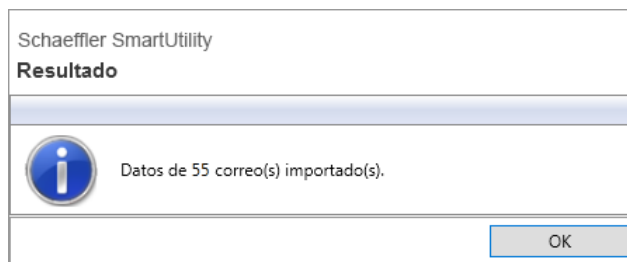 Schaeffler SmartUtility
Resultado
Datos de 55 correo(s) importado(s).
OK